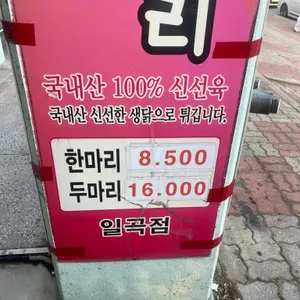 리
국내산 100% 신선육
국내산 신선한 생닭으로 튀깁니다.
한마리 8.500
두마리 16.000
일곡점